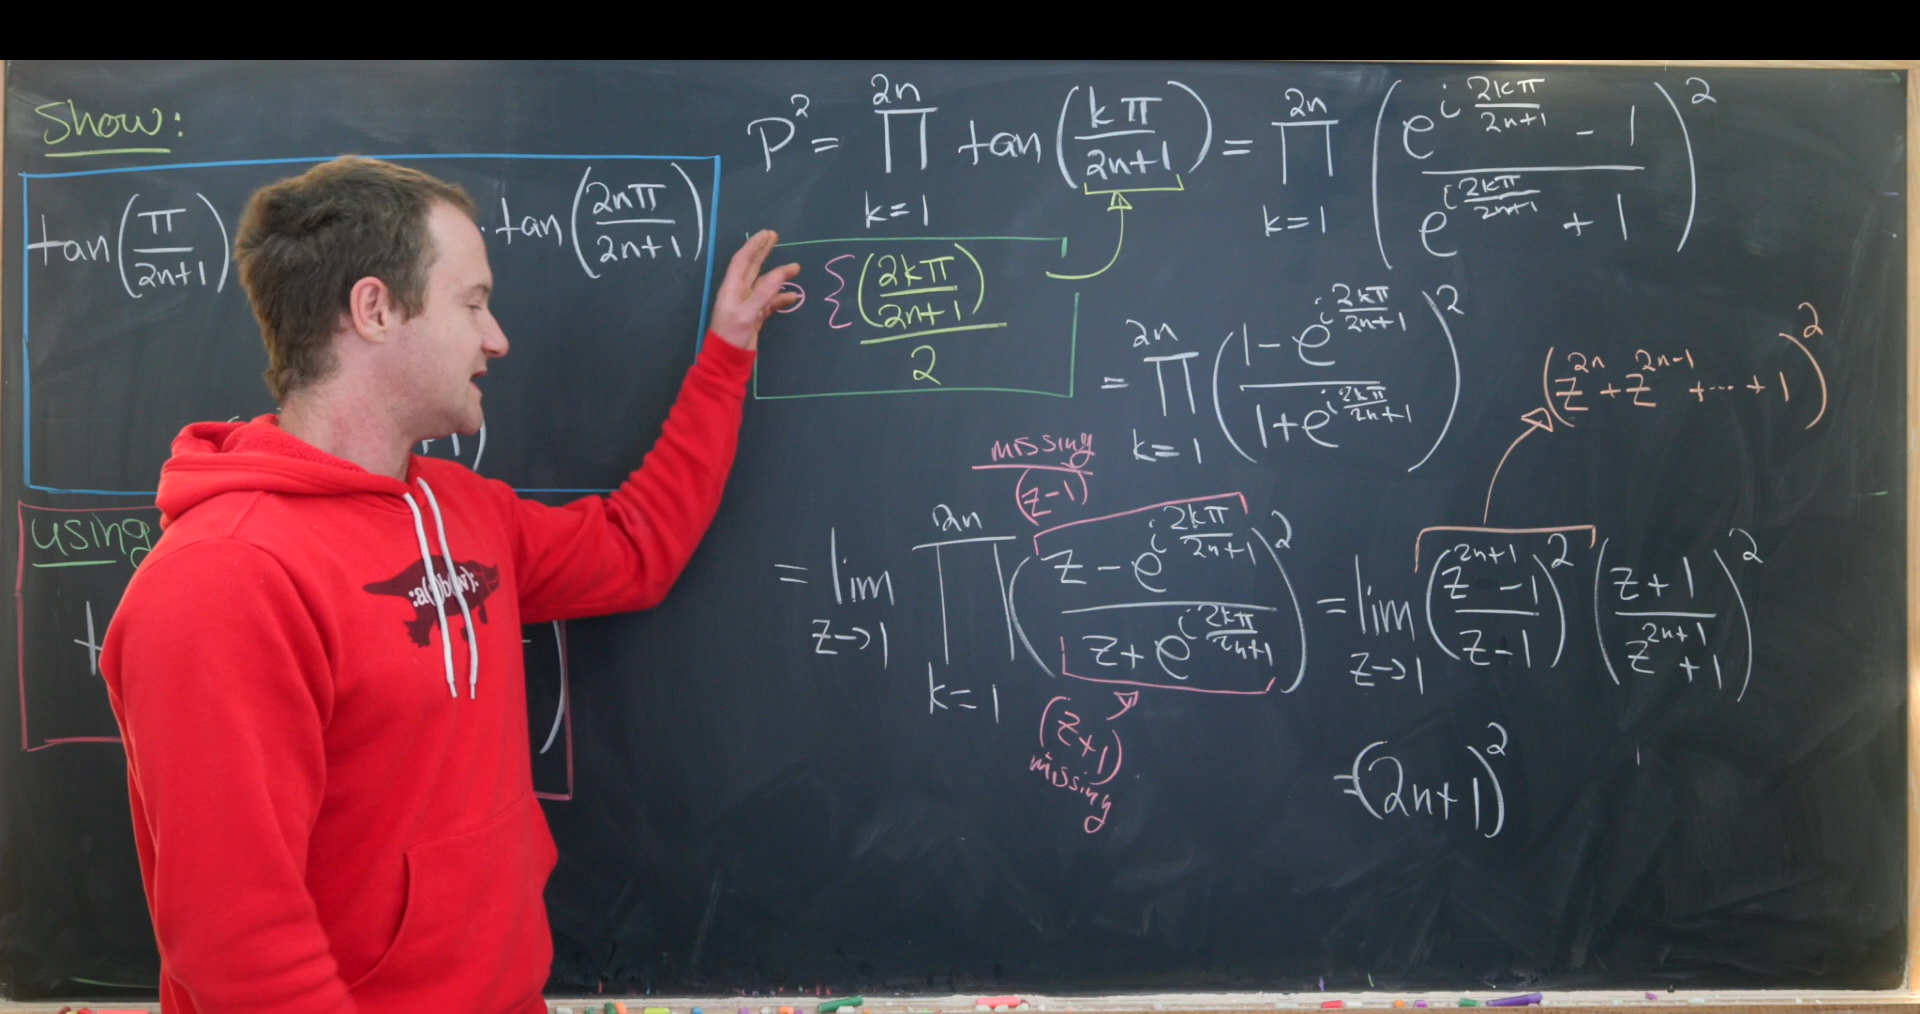 Show:
tan(π/(2n+1)) · tan(2nπ/(2n+1))
using
P² = ∏_{k=1}^{2n} tan(kπ/(2n+1)) = ∏_{k=1}^{2n} ((e^{i 2kπ/(2n+1)} - 1)/(e^{i 2kπ/(2n+1)} + 1))²
{(2kπ/(2n+1))/2
= ∏_{k=1}^{2n} ((1 - e^{i 2kπ/(2n+1)})/(1 + e^{i 2kπ/(2n+1)}))²
(z^{2n} + z^{2n-1} + ... + 1)²
missing
(z-1)
= lim_{z→1} ∏_{k=1}^{2n} ((z - e^{i 2kπ/(2n+1)})/(z + e^{i 2kπ/(2n+1)}))² = lim_{z→1} ((z^{2n+1} - 1)/(z - 1))² ((z + 1)/(z^{2n+1} + 1))²
(z+1)
missing
= (2n+1)²